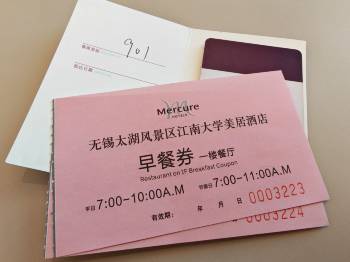 901
Mercure
HOTELS
无锡太湖风景区江南大学美居酒店
早餐券 一楼餐厅
Restaurant on 1F Breakfast Coupon
平日 7:00-10:00A.M 节假日 7:00-11:00A.M
有效期： 年 月 日 0003223
0003224